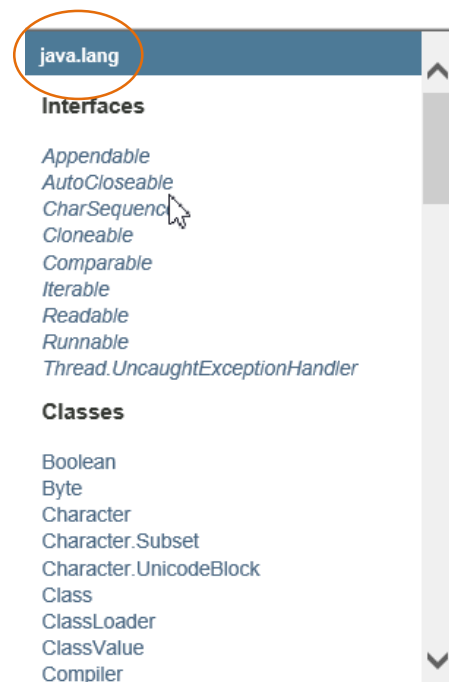 java.lang
Interfaces
Appendable
AutoCloseable
CharSequence
Cloneable
Comparable
Iterable
Readable
Runnable
Thread.UncaughtExceptionHandler
Classes
Boolean
Byte
Character
Character.Subset
Character.UnicodeBlock
Class
ClassLoader
ClassValue
Compiler